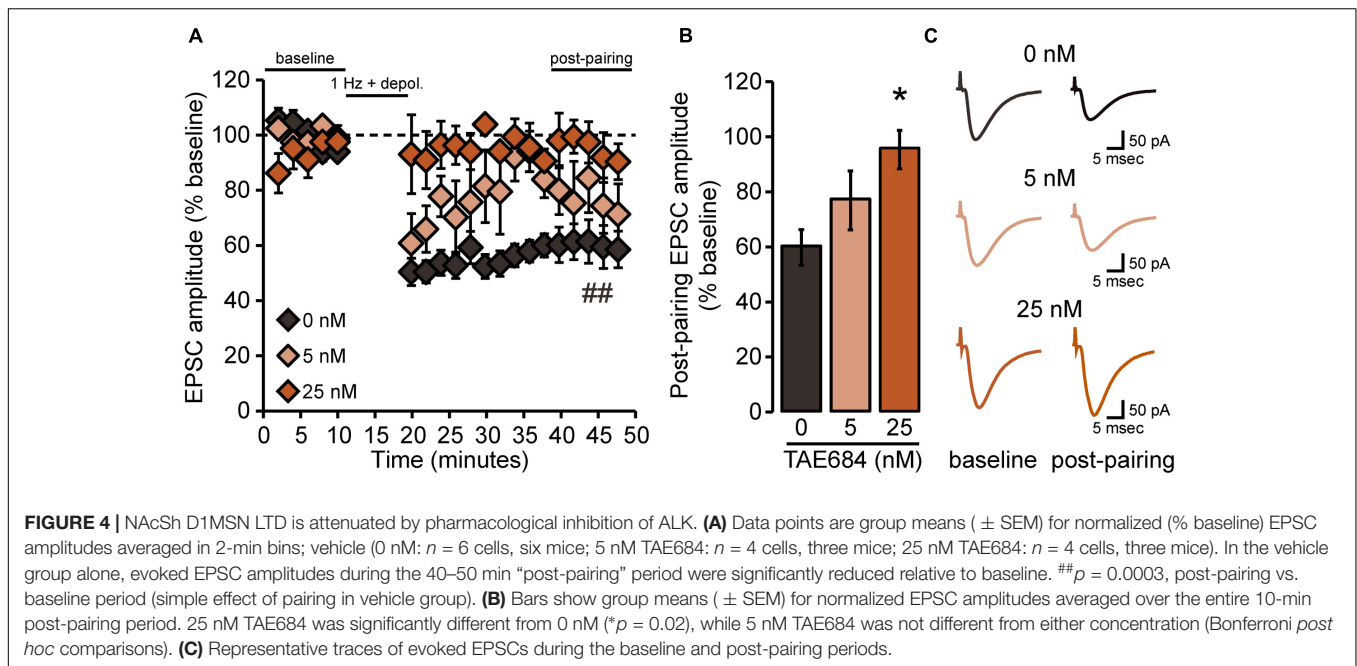 A
B
C
baseline
post-pairing
1 Hz + depol.
EPSC amplitude (% baseline)
120
100
80
60
40
20
0
##
0 nM
5 nM
25 nM
0 5 10 15 20 25 30 35 40 45 50
Time (minutes)
Post-pairing EPSC amplitude
(% baseline)
120
100
80
60
40
20
0
*
0 5 25
TAE684 (nM)
0 nM
50 pA
5 msec
5 nM
50 pA
5 msec
25 nM
50 pA
5 msec
baseline post-pairing
FIGURE 4 | NAcSh D1MSN LTD is attenuated by pharmacological inhibition of ALK. (A) Data points are group means ( ± SEM) for normalized (% baseline) EPSC
amplitudes averaged in 2-min bins; vehicle (0 nM: n = 6 cells, six mice; 5 nM TAE684: n = 4 cells, three mice; 25 nM TAE684: n = 4 cells, three mice). In the vehicle
group alone, evoked EPSC amplitudes during the 40–50 min “post-pairing” period were significantly reduced relative to baseline. ##p = 0.0003, post-pairing vs.
baseline period (simple effect of pairing in vehicle group). (B) Bars show group means ( ± SEM) for normalized EPSC amplitudes averaged over the entire 10-min
post-pairing period. 25 nM TAE684 was significantly different from 0 nM (*p = 0.02), while 5 nM TAE684 was not different from either concentration (Bonferroni post
hoc comparisons). (C) Representative traces of evoked EPSCs during the baseline and post-pairing periods.